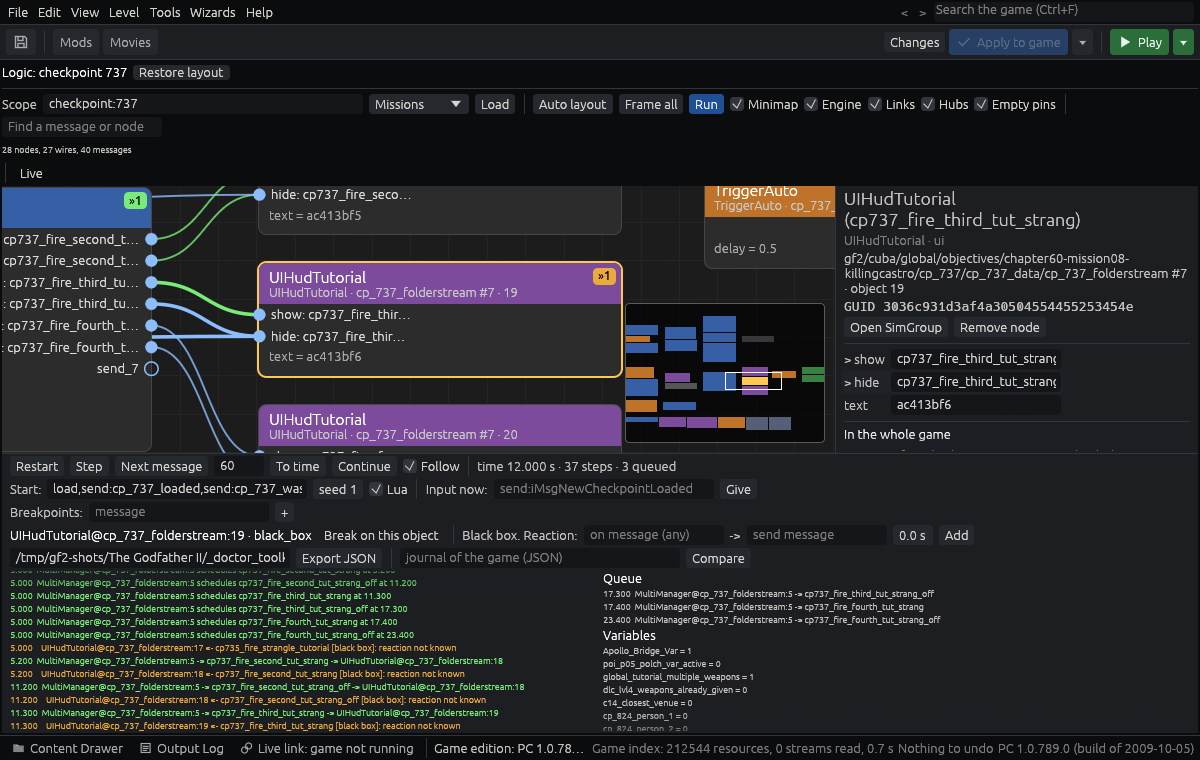 File Edit View Level Tools Wizards Help < > Search the game (Ctrl+F)
Mods Movies Changes Apply to game Play
Logic: checkpoint 737 Restore layout
Scope checkpoint:737 Missions Load Auto layout Frame all Run Minimap Engine Links Hubs Empty pins
Find a message or node
28 nodes, 27 wires, 40 messages
Live
»1
cp737_fire_second_t…
cp737_fire_second_t…
: cp737_fire_third_tu…
: cp737_fire_third_tu…
: cp737_fire_fourth_t…
: cp737_fire_fourth_t…
send_7
hide: cp737_fire_seco…
text = ac413bf5
UIHudTutorial »1
UIHudTutorial · cp_737_folderstream #7 · 19
show: cp737_fire_thir…
hide: cp737_fire_thir…
text = ac413bf6
UIHudTutorial
UIHudTutorial · cp_737_folderstream #7 · 20
TriggerAuto
TriggerAuto · cp_737_
delay = 0.5
UIHudTutorial
(cp737_fire_third_tut_strang)
UIHudTutorial · ui
gf2/cuba/global/objectives/chapter60-mission08-
killingcastro/cp_737/cp_737_data/cp_737_folderstream #7
· object 19
GUID 3036c931d3af4a30504554455253454e
Open SimGroup Remove node
> show cp737_fire_third_tut_strang
> hide cp737_fire_third_tut_strang
text ac413bf6
In the whole game
Restart Step Next message 60 To time Continue Follow time 12.000 s · 37 steps · 3 queued
Start: load,send:cp_737_loaded,send:cp_737_was seed 1 Lua Input now: send:iMsgNewCheckpointLoaded Give
Breakpoints: message +
UIHudTutorial@cp_737_folderstream:19 · black_box Break on this object Black box. Reaction: on message (any) -> send message 0.0 s Add
/tmp/gf2-shots/The Godfather II/_doctor_toolk Export JSON journal of the game (JSON) Compare
5.000 MultiManager@cp_737_folderstream:5 schedules cp737_fire_second_tut_strang at 5.200
5.000 MultiManager@cp_737_folderstream:5 schedules cp737_fire_second_tut_strang_off at 11.200
5.000 MultiManager@cp_737_folderstream:5 schedules cp737_fire_third_tut_strang at 11.300
5.000 MultiManager@cp_737_folderstream:5 schedules cp737_fire_third_tut_strang_off at 17.300
5.000 MultiManager@cp_737_folderstream:5 schedules cp737_fire_fourth_tut_strang at 17.400
5.000 MultiManager@cp_737_folderstream:5 schedules cp737_fire_fourth_tut_strang_off at 23.400
5.000 UIHudTutorial@cp_737_folderstream:17 <- cp735_fire_strangle_tutorial [black box]: reaction not known
5.200 MultiManager@cp_737_folderstream:5 -> cp737_fire_second_tut_strang -> UIHudTutorial@cp_737_folderstream:18
5.200 UIHudTutorial@cp_737_folderstream:18 <- cp737_fire_second_tut_strang [black box]: reaction not known
11.200 MultiManager@cp_737_folderstream:5 -> cp737_fire_second_tut_strang_off -> UIHudTutorial@cp_737_folderstream:18
11.200 UIHudTutorial@cp_737_folderstream:18 <- cp737_fire_second_tut_strang_off [black box]: reaction not known
11.300 MultiManager@cp_737_folderstream:5 -> cp737_fire_third_tut_strang -> UIHudTutorial@cp_737_folderstream:19
11.300 UIHudTutorial@cp_737_folderstream:19 <- cp737_fire_third_tut_strang [black box]: reaction not known
Queue
17.300 MultiManager@cp_737_folderstream:5 -> cp737_fire_third_tut_strang_off
17.400 MultiManager@cp_737_folderstream:5 -> cp737_fire_fourth_tut_strang
23.400 MultiManager@cp_737_folderstream:5 -> cp737_fire_fourth_tut_strang_off
Variables
Apollo_Bridge_Var = 1
poi_p05_polch_var_active = 0
global_tutorial_multiple_weapons = 1
dlc_lvl4_weapons_already_given = 0
c14_closest_venue = 0
cp_824_person_1 = 0
cp_824_person_2 = 0
Content Drawer Output Log Live link: game not running Game edition: PC 1.0.78… Game index: 212544 resources, 0 streams read, 0.7 s Nothing to undo PC 1.0.789.0 (build of 2009-10-05)